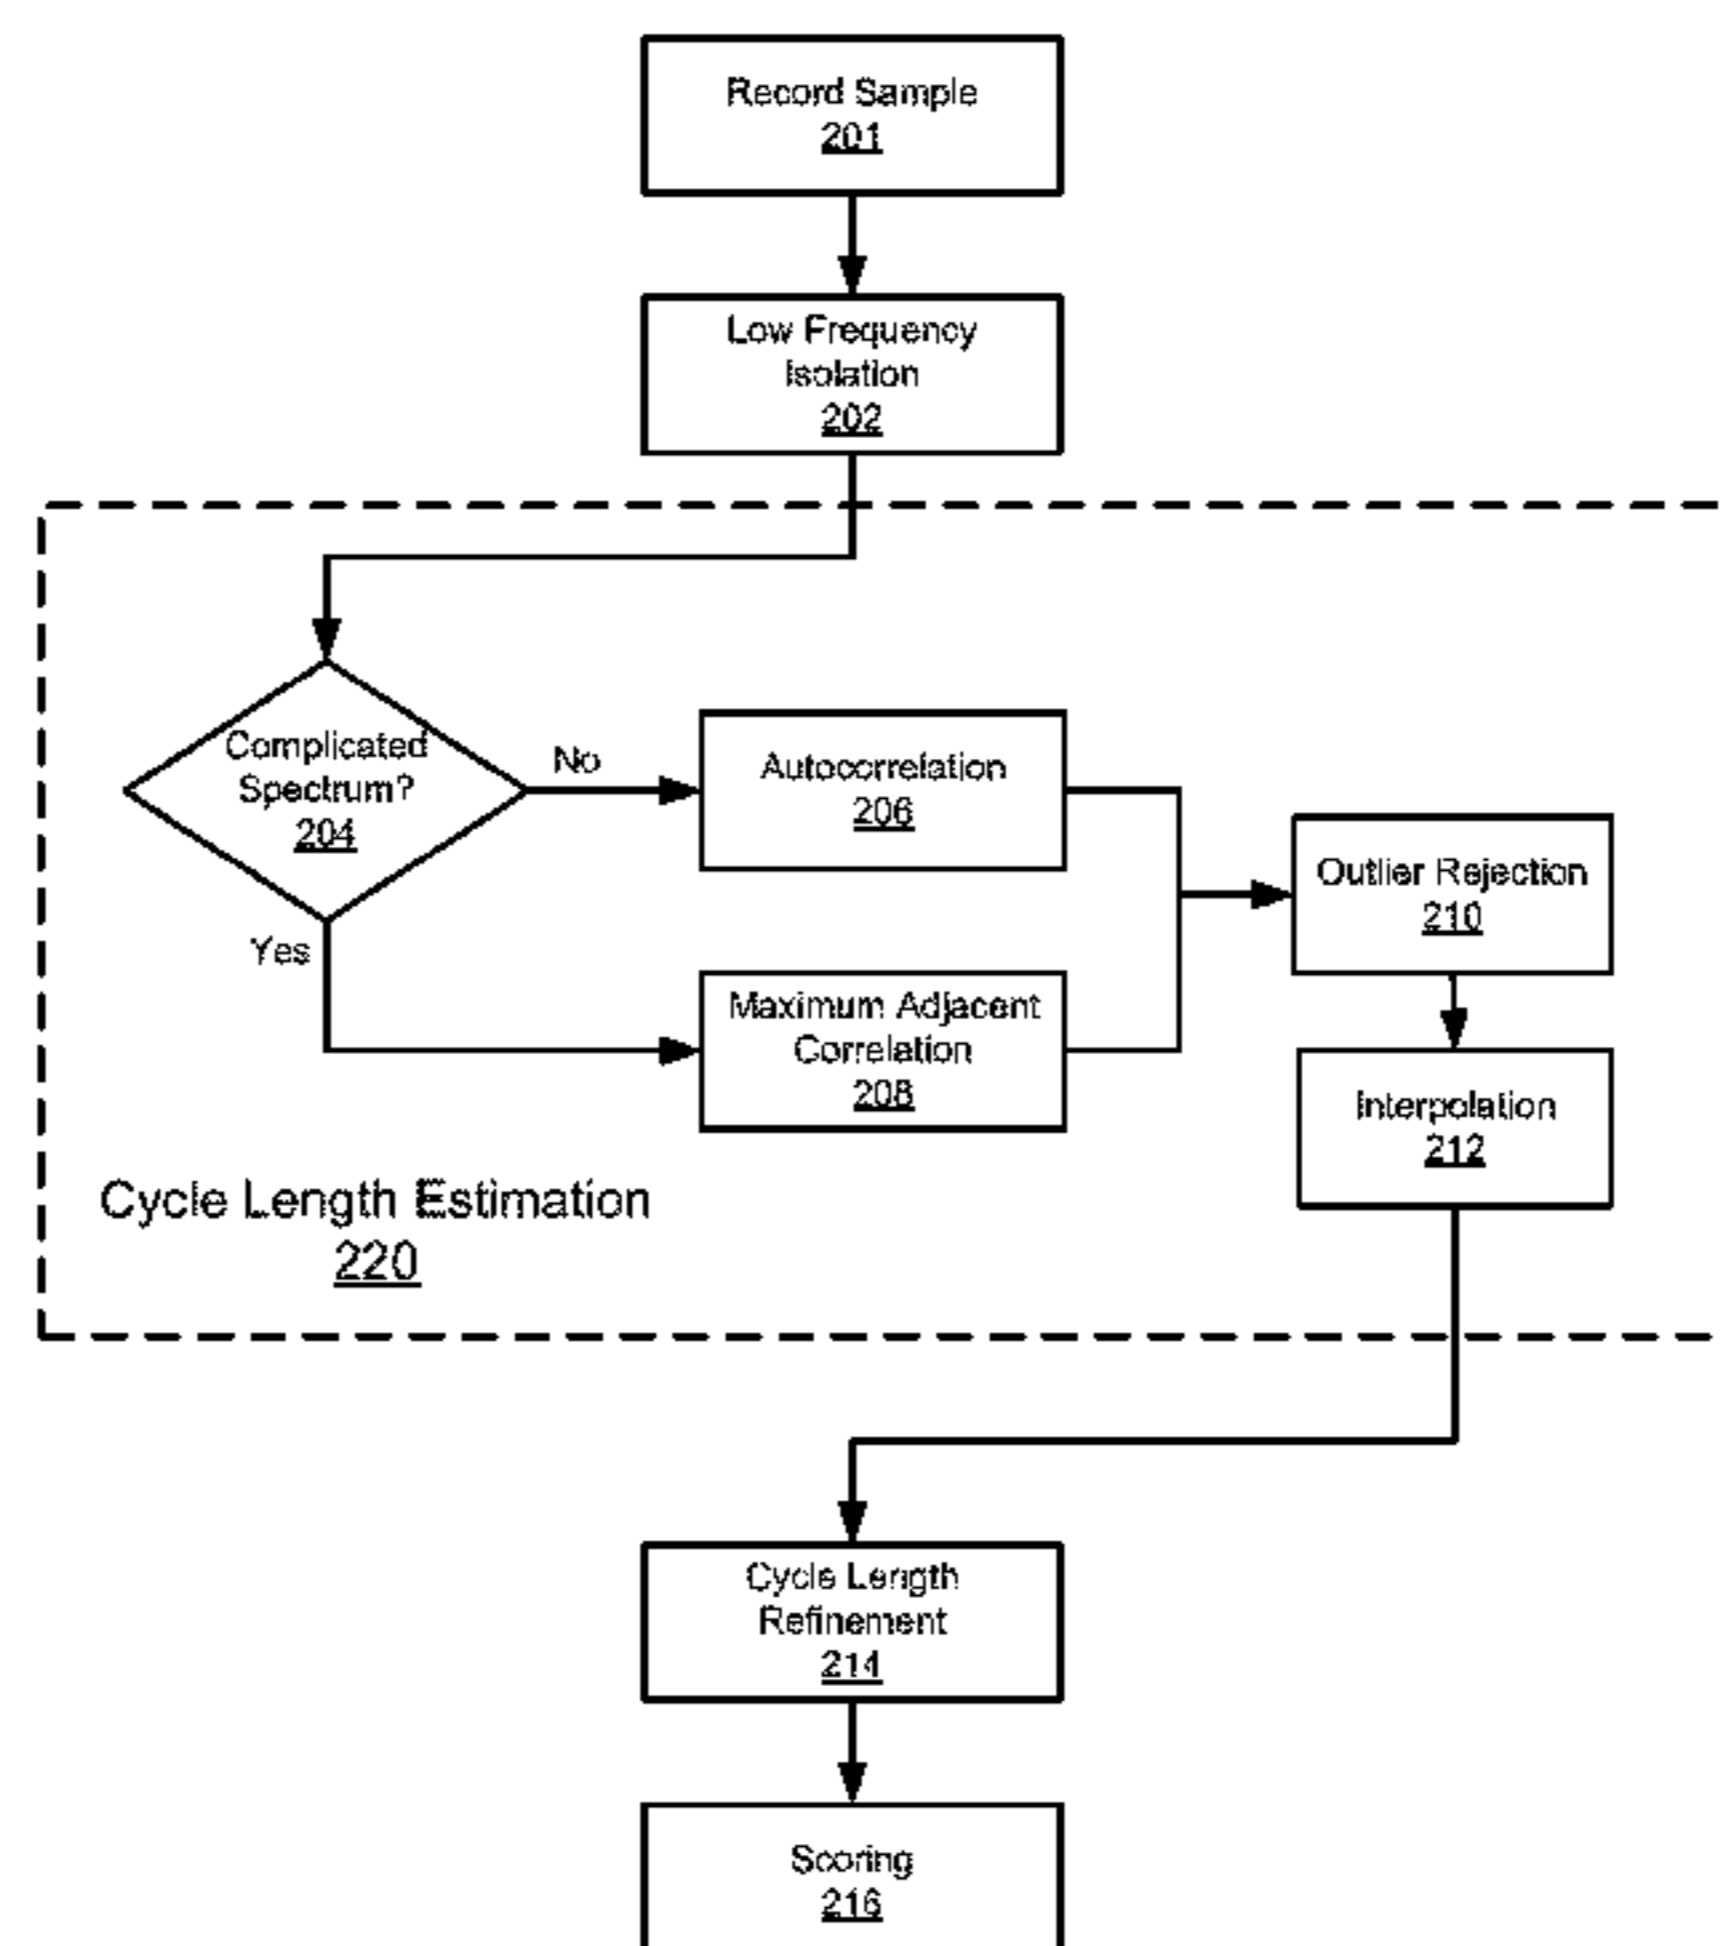 Record Sample
201
Low Frequency
Isolation
202
Complicated
Spectrum?
204
No
Yes
Autocorrelation
206
Maximum Adjacent
Correlation
208
Outlier Rejection
210
Interpolation
212
Cycle Length Estimation
220
Cycle Length
Refinement
214
Scoring
216